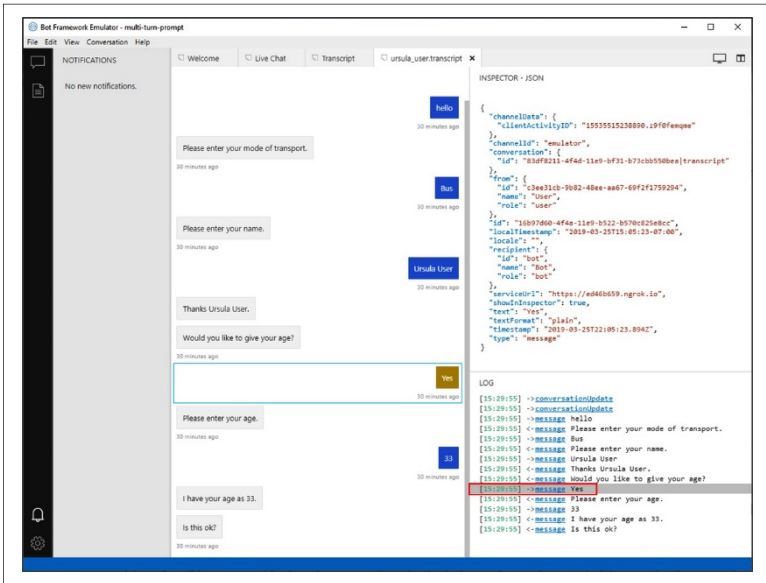 Bot Framework Emulator - multi-turn-prompt
File Edit View Conversation Help
NOTIFICATIONS
No new notifications.
Welcome
Live Chat
Transcript
ursula_user.transcript
hello
30 minutes ago
Please enter your mode of transport.
30 minutes ago
Bus
30 minutes ago
Please enter your name.
30 minutes ago
Ursula User
30 minutes ago
Thanks Ursula User.
Would you like to give your age?
30 minutes ago
Yes
30 minutes ago
Please enter your age.
30 minutes ago
33
30 minutes ago
I have your age as 33.
Is this ok?
30 minutes ago
INSPECTOR - JSON
{
"channelData": {
"clientActivityID": "15535515238890.z9f0femqma"
},
"channelId": "emulator",
"conversation": {
"id": "83df8211-4f4d-11e9-bf31-b73cbb550bea|transcript"
},
"from": {
"id": "c3ee31cb-9b82-48ee-aa67-69f2f1759294",
"name": "User",
"role": "user"
},
"id": "16b97d60-4f4a-11e9-b522-b570c825e8cc",
"localTimestamp": "2019-03-25T15:05:23-07:00",
"locale": "",
"recipient": {
"id": "bot",
"name": "Bot",
"role": "bot"
},
"serviceUrl": "https://ed46b659.ngrok.io",
"showInInspector": true,
"text": "Yes",
"textFormat": "plain",
"timestamp": "2019-03-25T22:05:23.894Z",
"type": "message"
}
LOG
[15:29:55] ->conversationUpdate
[15:29:55] ->conversationUpdate
[15:29:55] ->message hello
[15:29:55] <-message Please enter your mode of transport.
[15:29:55] ->message Bus
[15:29:55] <-message Please enter your name.
[15:29:55] ->message Ursula User
[15:29:55] <-message Thanks Ursula User.
[15:29:55] <-message Would you like to give your age?
[15:29:55] ->message Yes
[15:29:55] <-message Please enter your age.
[15:29:55] ->message 33
[15:29:55] <-message I have your age as 33.
[15:29:55] <-message Is this ok?